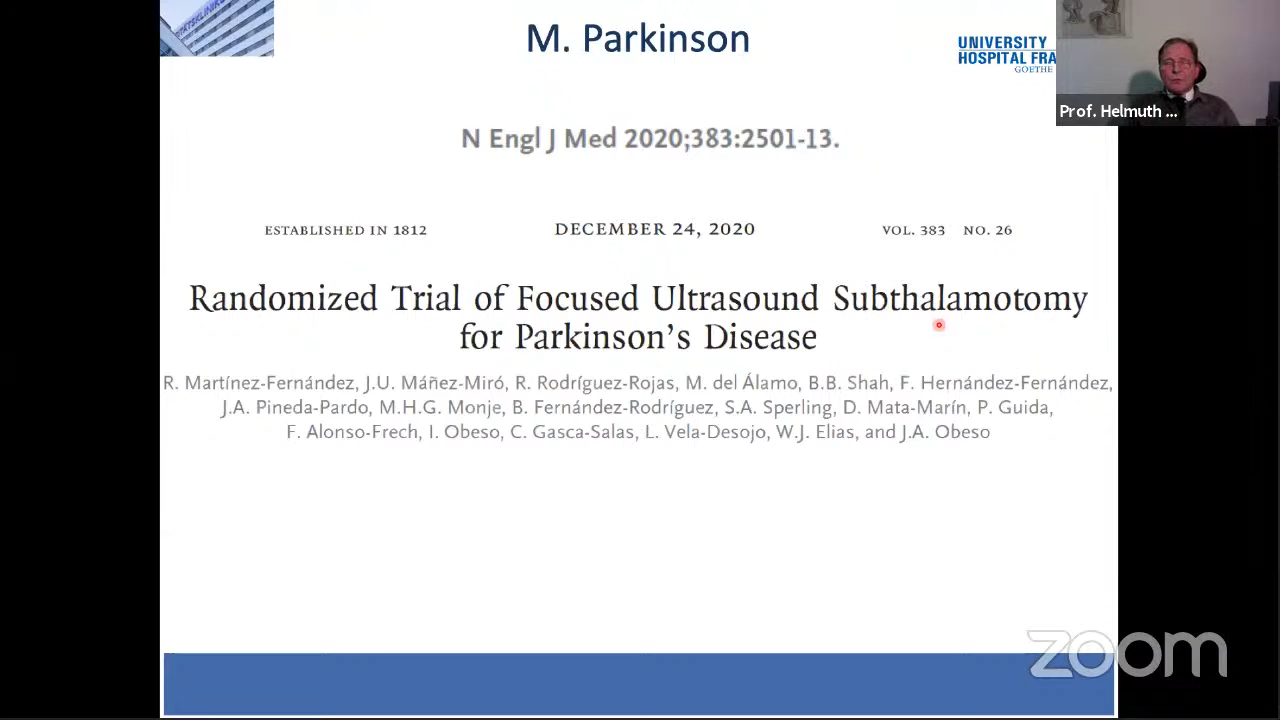 M. Parkinson
UNIVERSITY
HOSPITAL FRA
GOETHE
Prof. Helmuth ...
N Engl J Med 2020;383:2501-13.
ESTABLISHED IN 1812 DECEMBER 24, 2020 VOL. 383 NO. 26
Randomized Trial of Focused Ultrasound Subthalamotomy
for Parkinson's Disease
R. Martínez-Fernández, J.U. Máñez-Miró, R. Rodríguez-Rojas, M. del Álamo, B.B. Shah, F. Hernández-Fernández,
J.A. Pineda-Pardo, M.H.G. Monje, B. Fernández-Rodríguez, S.A. Sperling, D. Mata-Marín, P. Guida,
F. Alonso-Frech, I. Obeso, C. Gasca-Salas, L. Vela-Desojo, W.J. Elias, and J.A. Obeso
zoom